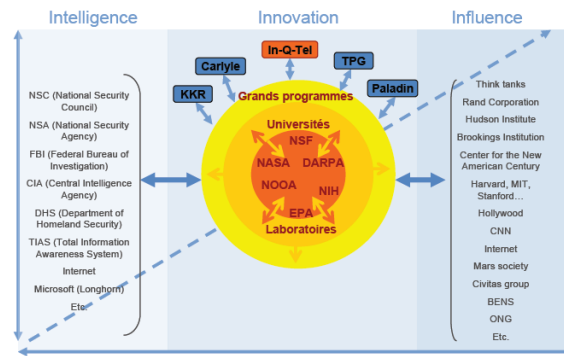 Intelligence
Innovation
Influence
NSC (National Security
Council)
NSA (National Security
Agency)
FBI (Federal Bureau of
Investigation)
CIA (Central Intelligence
Agency)
DHS (Department of
Homeland Security)
TIAS (Total Information
Awareness System)
Internet
Microsoft (Longhorn)
Etc.
In-Q-Tel
Carlyle
TPG
KKR
Paladin
Grands programmes
Universités
NSF
NASA
DARPA
NOOA
NIH
EPA
Laboratoires
Think tanks
Rand Corporation
Hudson Institute
Brookings Institution
Center for the New
American Century
Harvard, MIT,
Stanford…
Hollywood
CNN
Internet
Mars society
Civitas group
BENS
ONG
Etc.